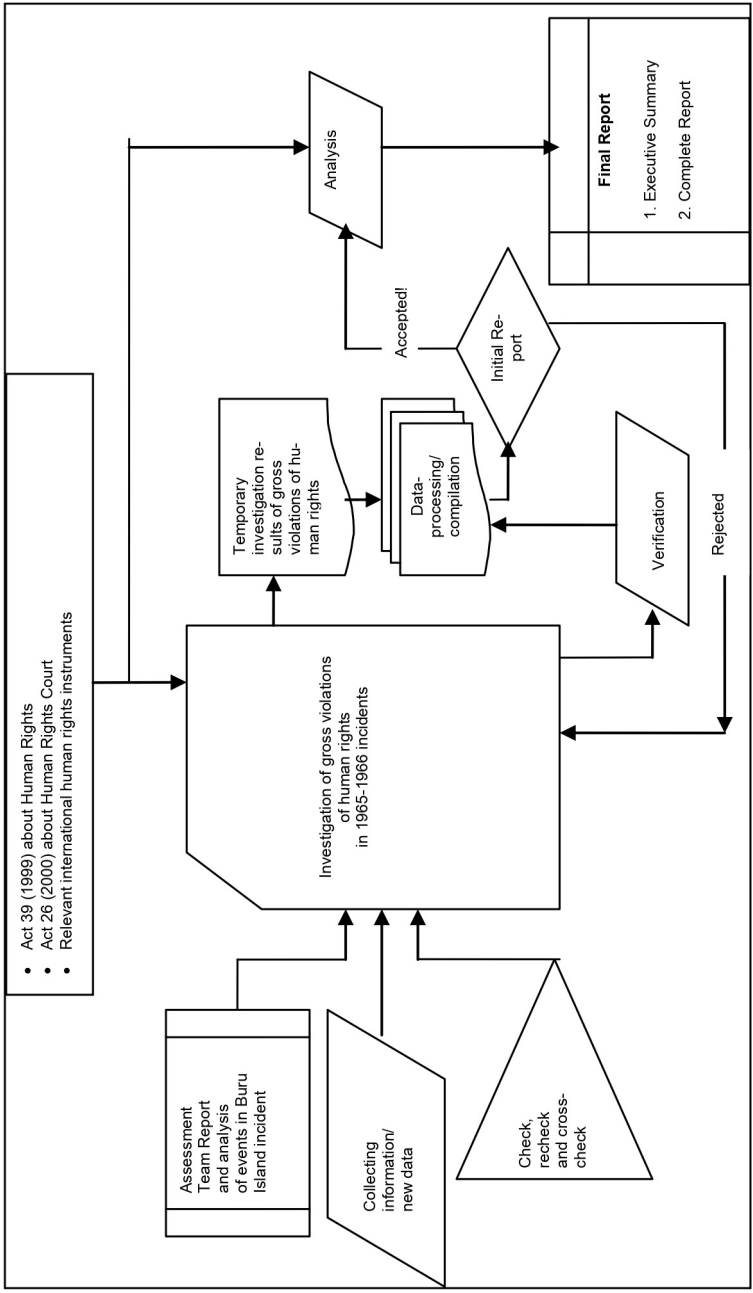 • Act 39 (1999) about Human Rights
• Act 26 (2000) about Human Rights Court
• Relevant international human rights instruments
Assessment
Team Report
and analysis
of events in Buru
Island incident
Collecting
information/
new data
Check,
recheck
and cross-
check
Investigation of gross violations
of human rights
in 1965-1966 incidents
Temporary
investigation re-
sults of gross
violations of hu-
man rights
Data-
processing/
compilation
Verification
Initial Re-
port
Accepted!
Rejected
Analysis
Final Report
1. Executive Summary
2. Complete Report